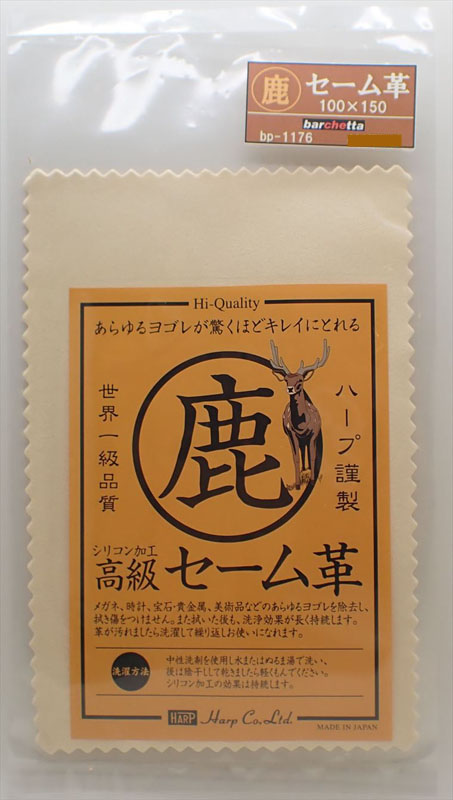 鹿 セーム革
100×150
barchetta
bp-1176
Hi-Quality
あらゆるヨゴレが驚くほどキレイにとれる
鹿
ハープ謹製
世界一級品質
シリコン加工
高級セーム革
メガネ、時計、宝石・貴金属、美術品などのあらゆるヨゴレを除去し、
拭き傷をつけません。また拭いた後も、洗浄効果が長く持続します。
革が汚れましたら洗濯して繰り返しお使いになれます。
洗濯方法
中性洗剤を使用し水またはぬるま湯で洗い、
後は陰干しして乾きましたら軽くもんでください。
シリコン加工の効果は持続します。
HARP Harp Co.,Ltd.
MADE IN JAPAN